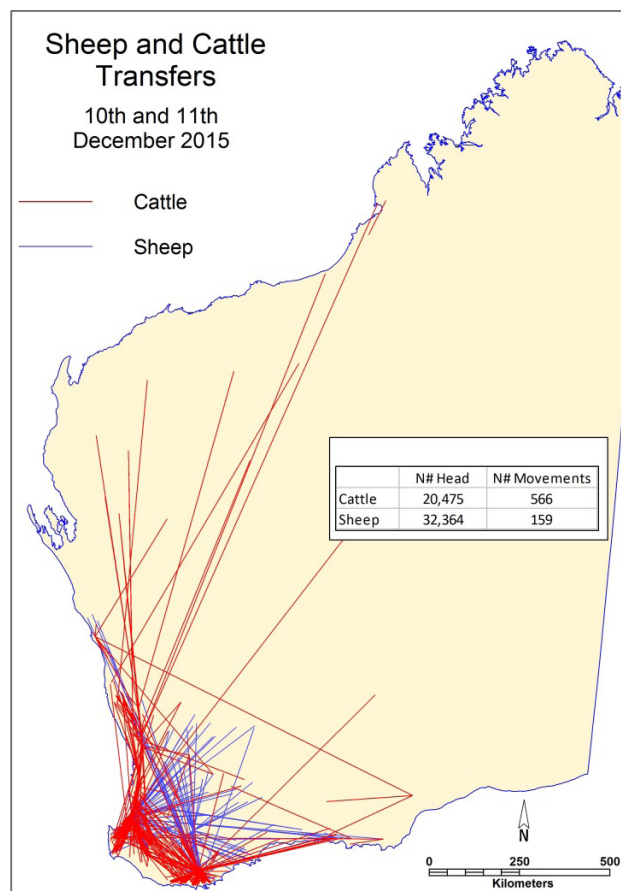 Sheep and Cattle
Transfers
10th and 11th
December 2015
Cattle
Sheep
N# Head N# Movements
Cattle 20,475 566
Sheep 32,364 159
N
0 250 500
Kilometers